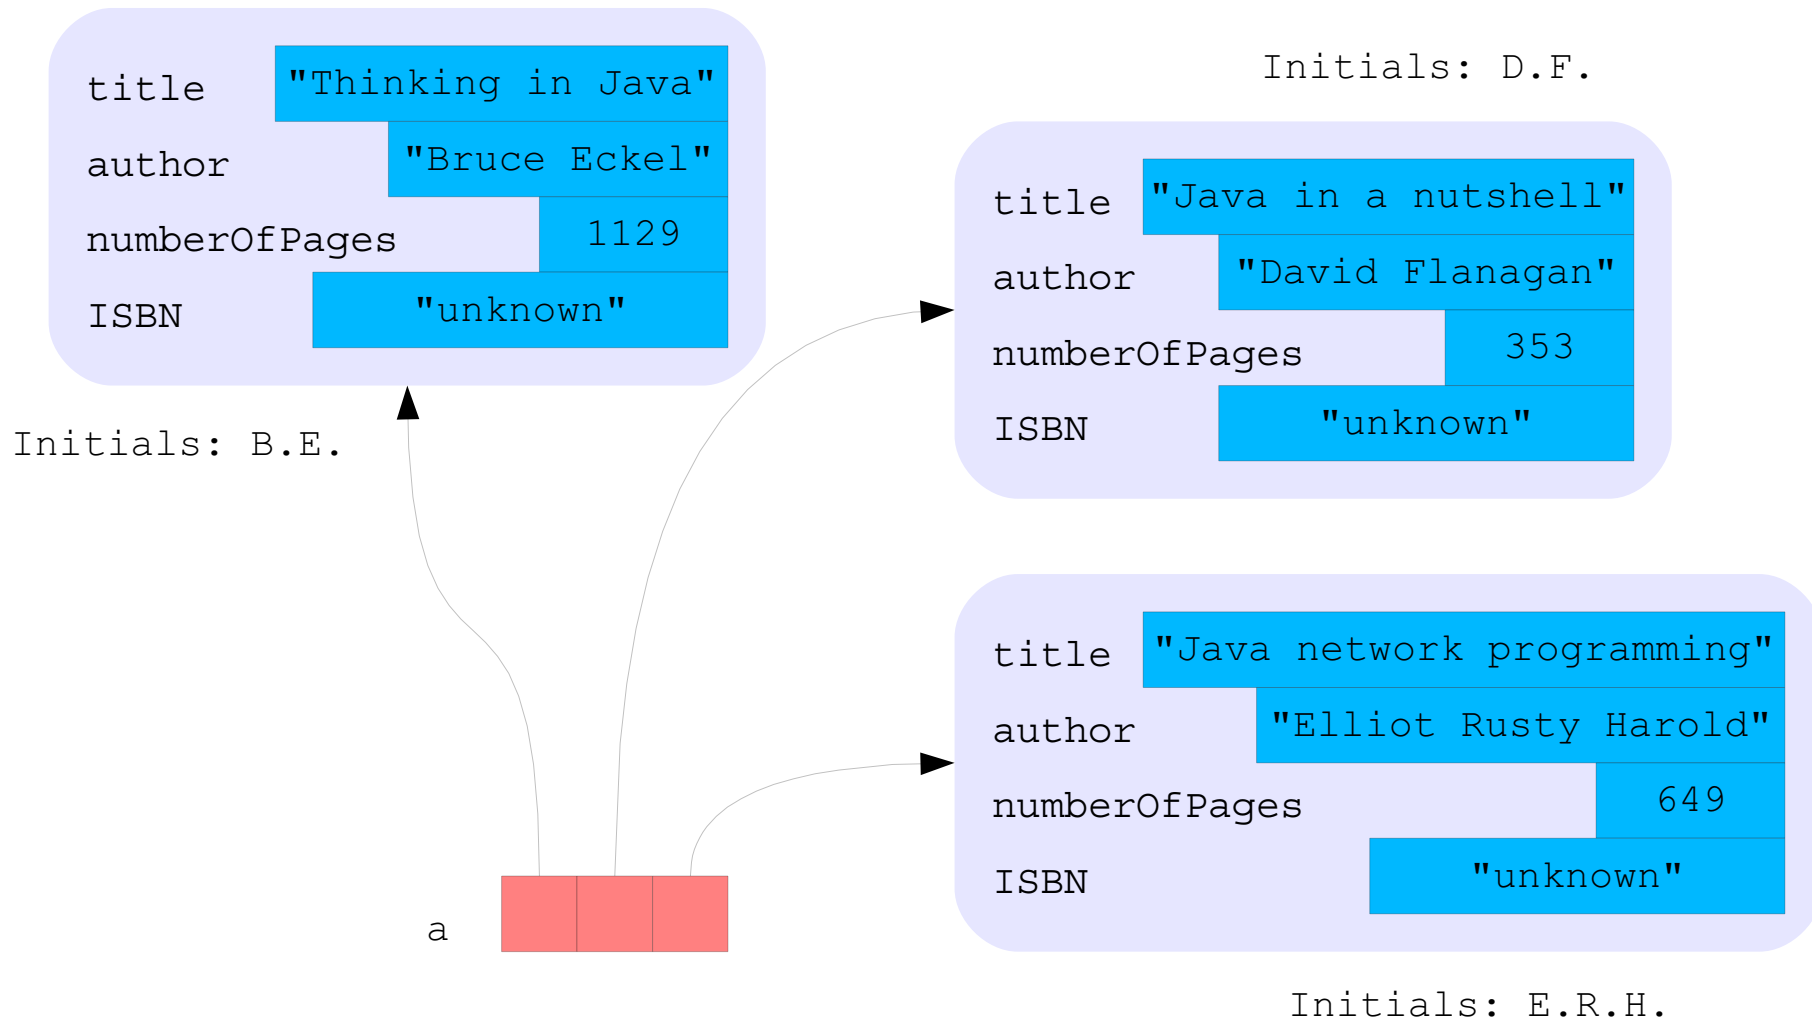 title "Thinking in Java"
author "Bruce Eckel"
numberOfPages 1129
ISBN "unknown"
Initials: B.E.
Initials: D.F.
title "Java in a nutshell"
author "David Flanagan"
numberOfPages 353
ISBN "unknown"
title "Java network programming"
author "Elliot Rusty Harold"
numberOfPages 649
ISBN "unknown"
a
Initials: E.R.H.